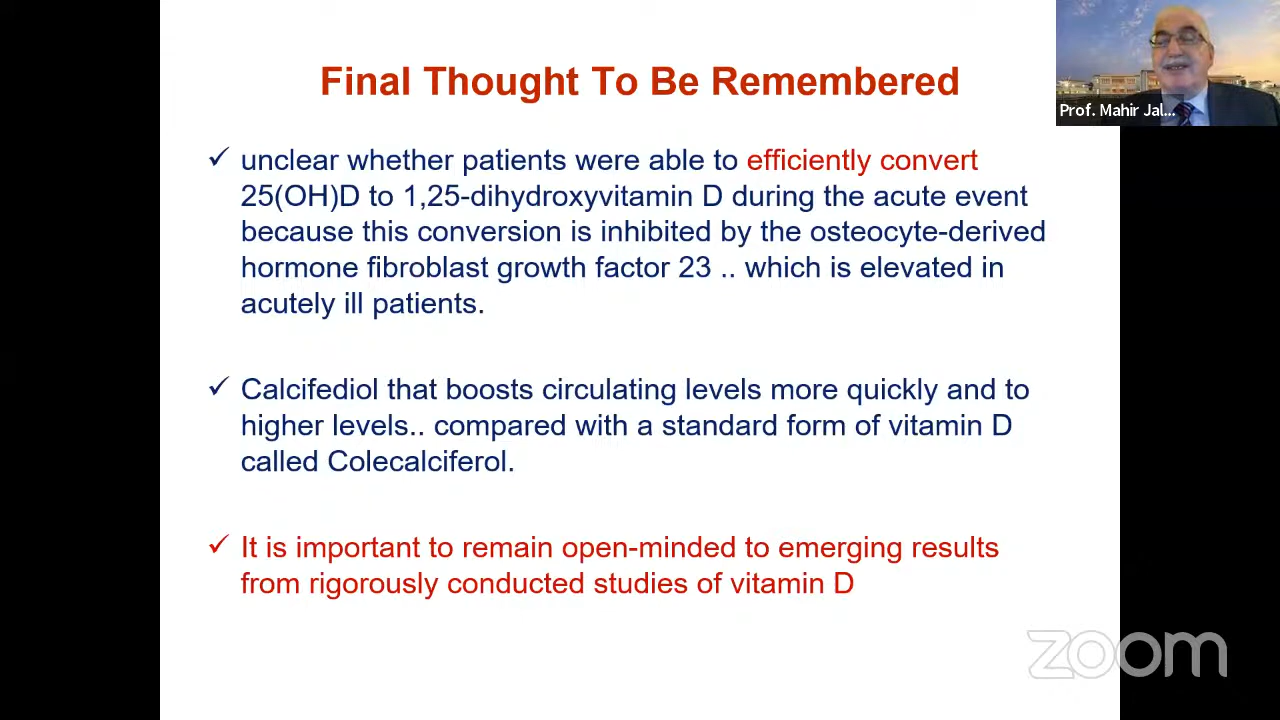 Final Thought To Be Remembered
Prof. Mahir Jal...
✓ unclear whether patients were able to efficiently convert
25(OH)D to 1,25-dihydroxyvitamin D during the acute event
because this conversion is inhibited by the osteocyte-derived
hormone fibroblast growth factor 23 .. which is elevated in
acutely ill patients.
✓ Calcifediol that boosts circulating levels more quickly and to
higher levels.. compared with a standard form of vitamin D
called Colecalciferol.
✓ It is important to remain open-minded to emerging results
from rigorously conducted studies of vitamin D
zoom